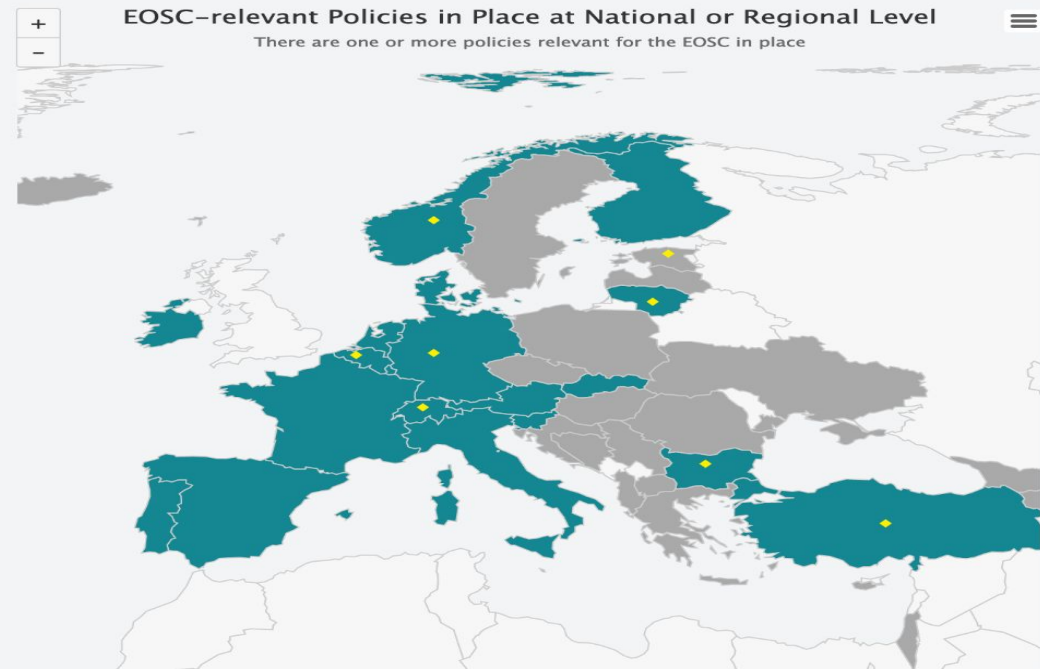 +
EOSC-relevant Policies in Place at National or Regional Level
−
There are one or more policies relevant for the EOSC in place